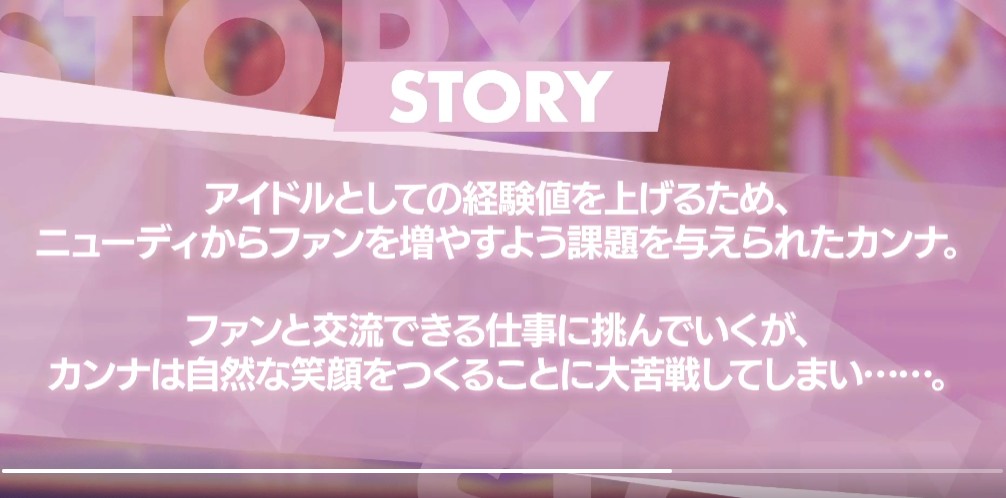 STORY
STORY
アイドルとしての経験値を上げるため、
ニューディからファンを増やすよう課題を与えられたカンナ。
ファンと交流できる仕事に挑んでいくが、
カンナは自然な笑顔をつくることに大苦戦してしまい……。